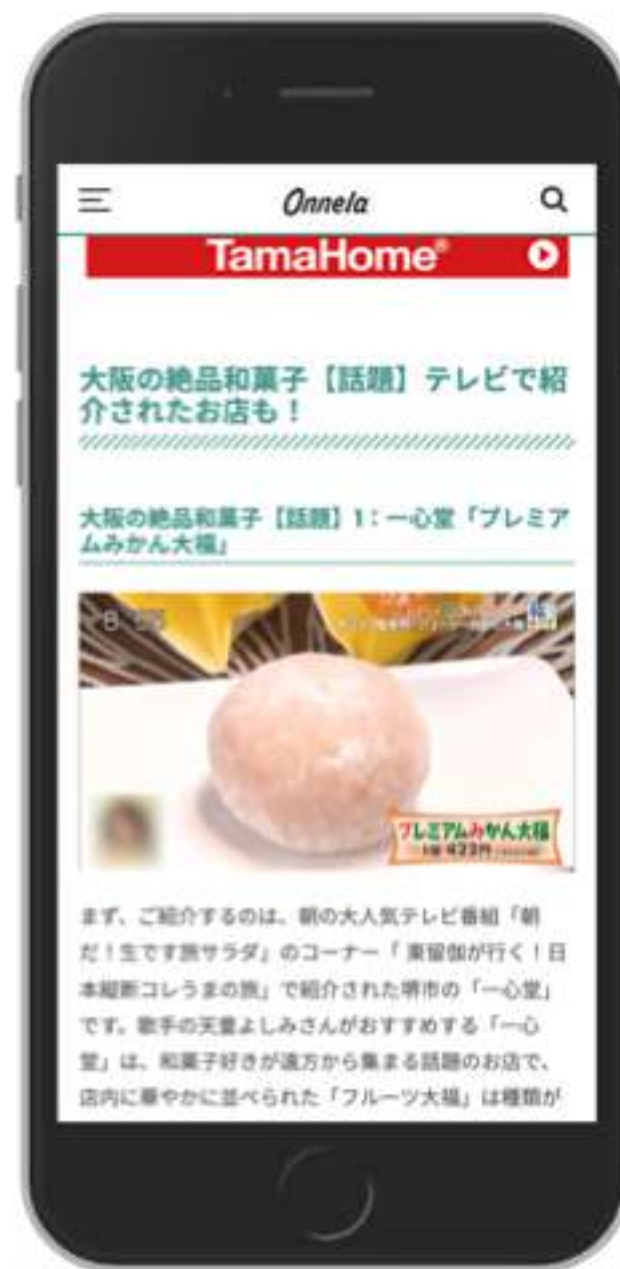 Onnela
TamaHome®
大阪の絶品和菓子【話題】テレビで紹
介されたお店も！
大阪の絶品和菓子【話題】1：一心堂「プレミア
ムみかん大福」
プレミアムみかん大福
423円
まず、ご紹介するのは、朝の大人気テレビ番組「朝
だ！生です旅サラダ」のコーナー「 東留伽が行く！日
本縦断コレうまの旅」で紹介された堺市の「一心堂」
です。歌手の天童よしみさんがおすすめする「一心
堂」は、和菓子好きが遠方から集まる話題のお店で、
店内に華やかに並べられた「フルーツ大福」は種類が